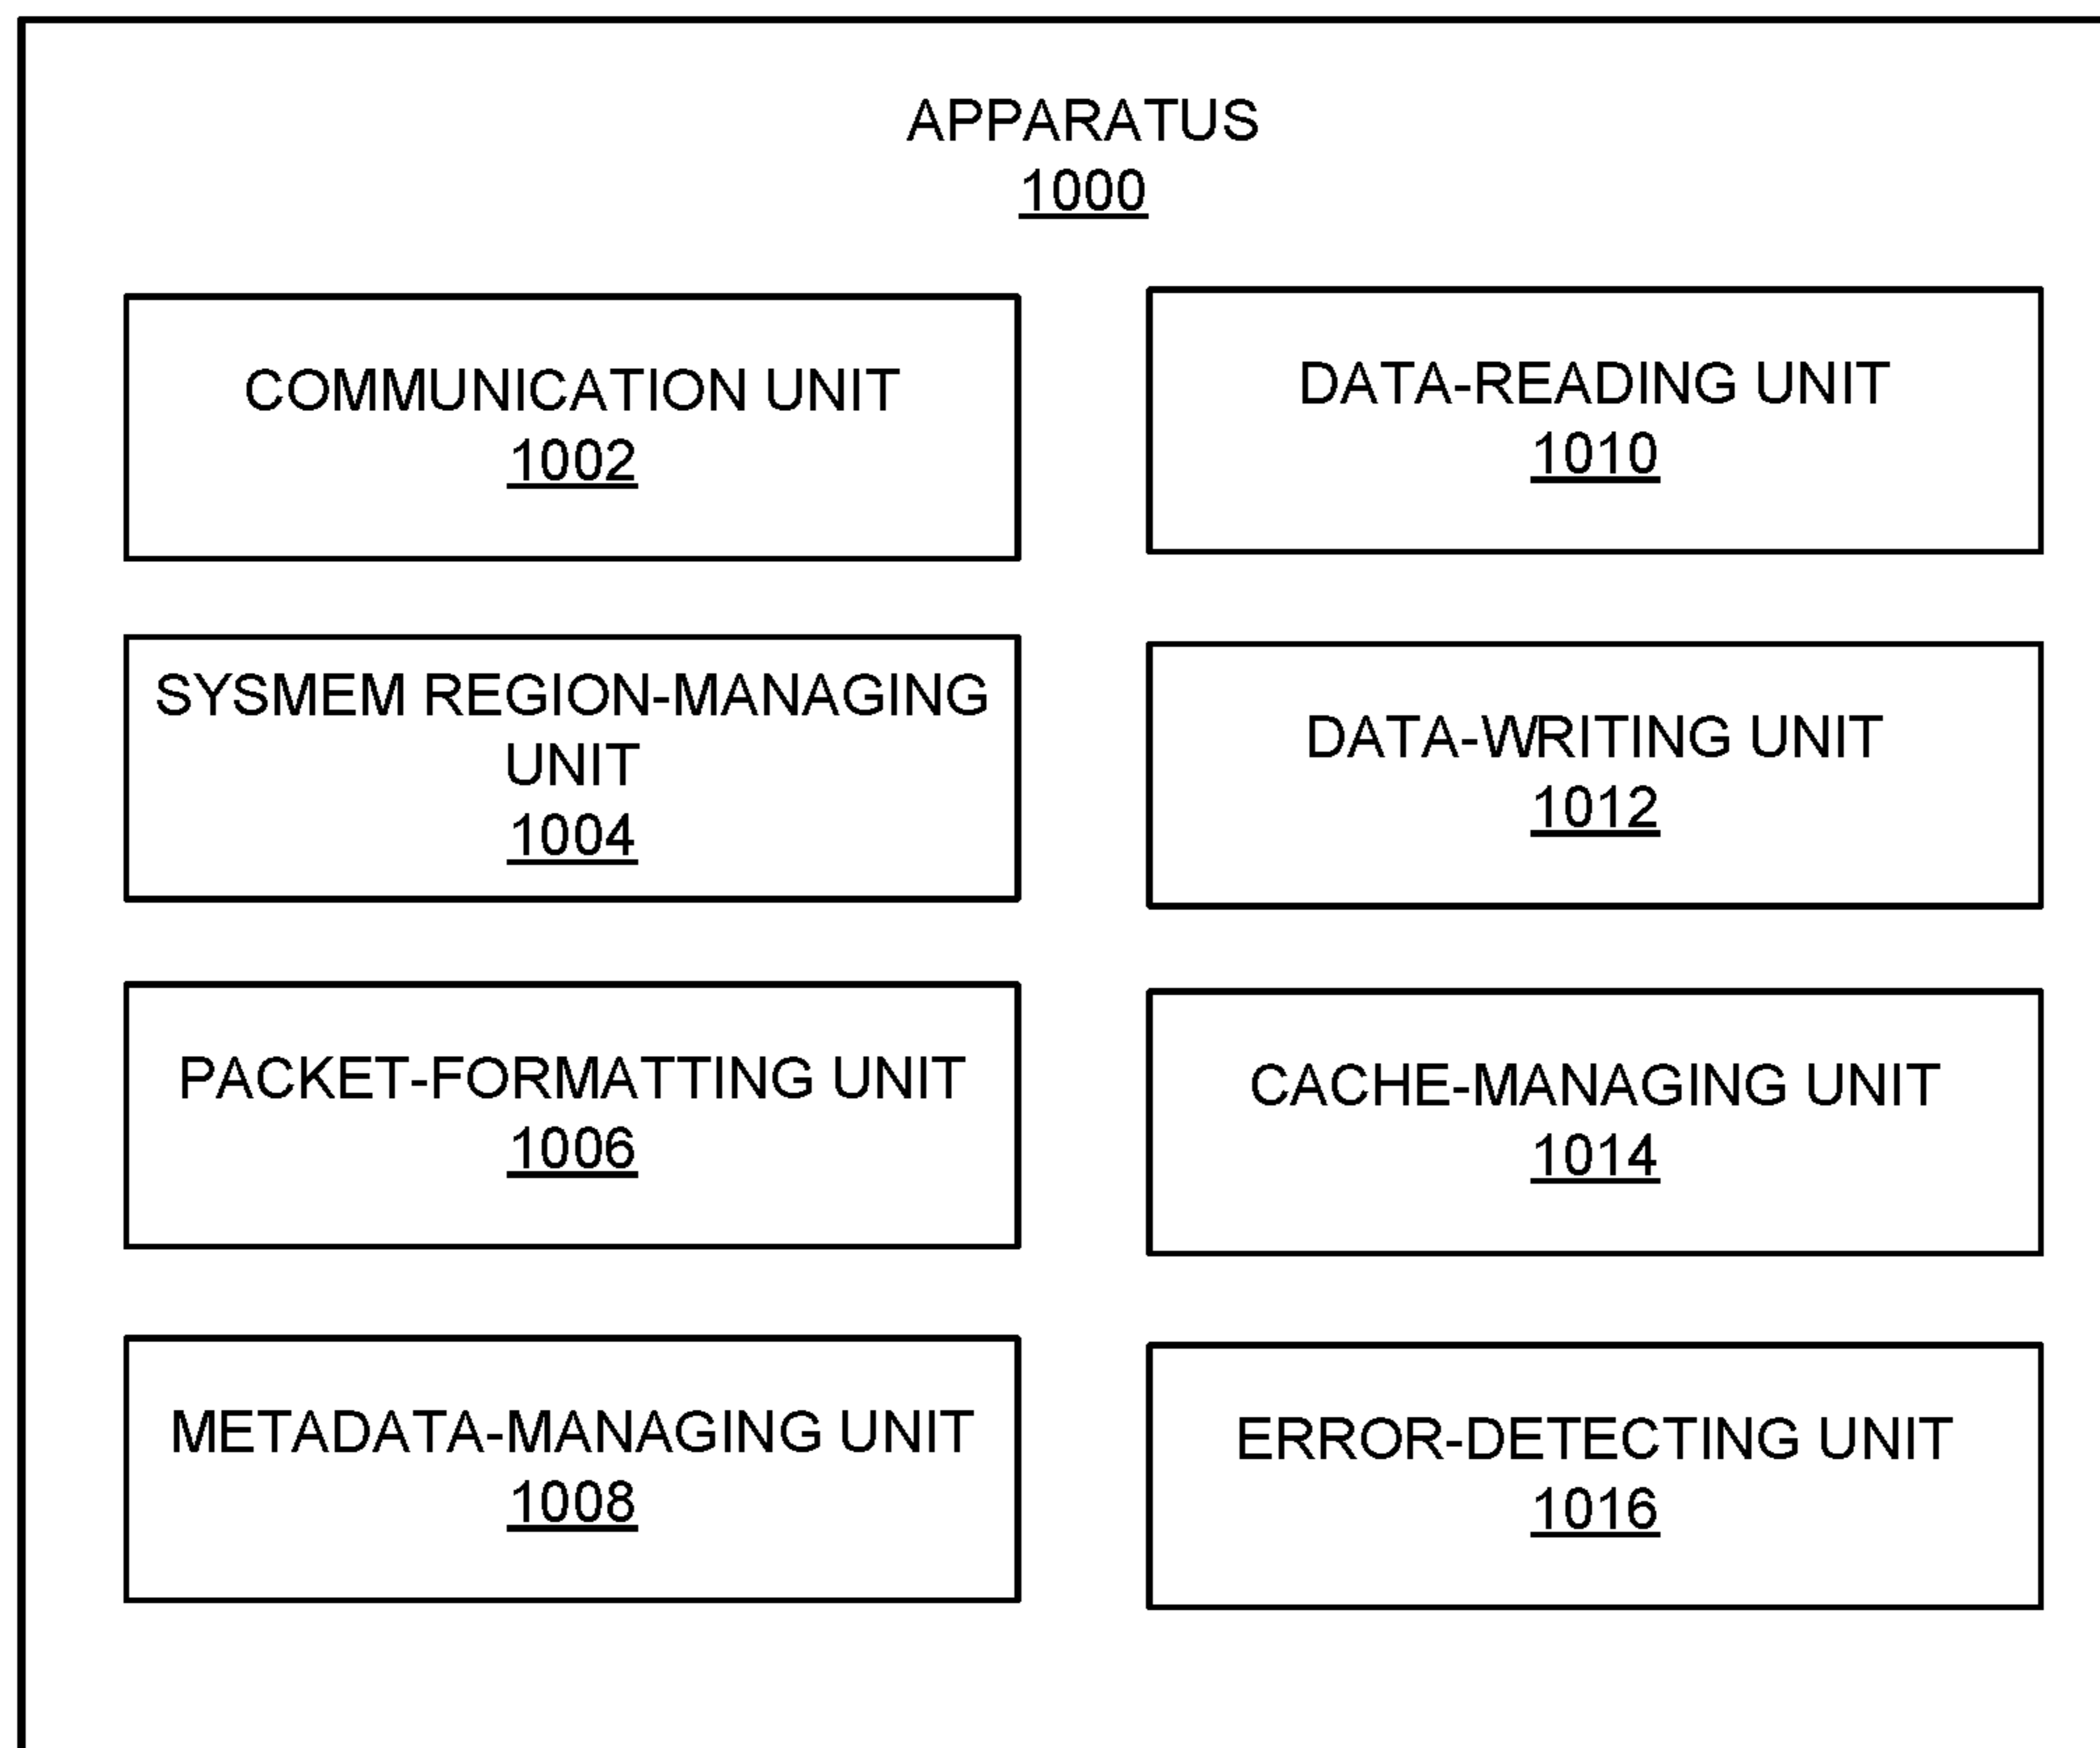 APPARATUS
1000
COMMUNICATION UNIT
1002
SYSMEM REGION-MANAGING
UNIT
1004
PACKET-FORMATTING UNIT
1006
METADATA-MANAGING UNIT
1008
DATA-READING UNIT
1010
DATA-WRITING UNIT
1012
CACHE-MANAGING UNIT
1014
ERROR-DETECTING UNIT
1016